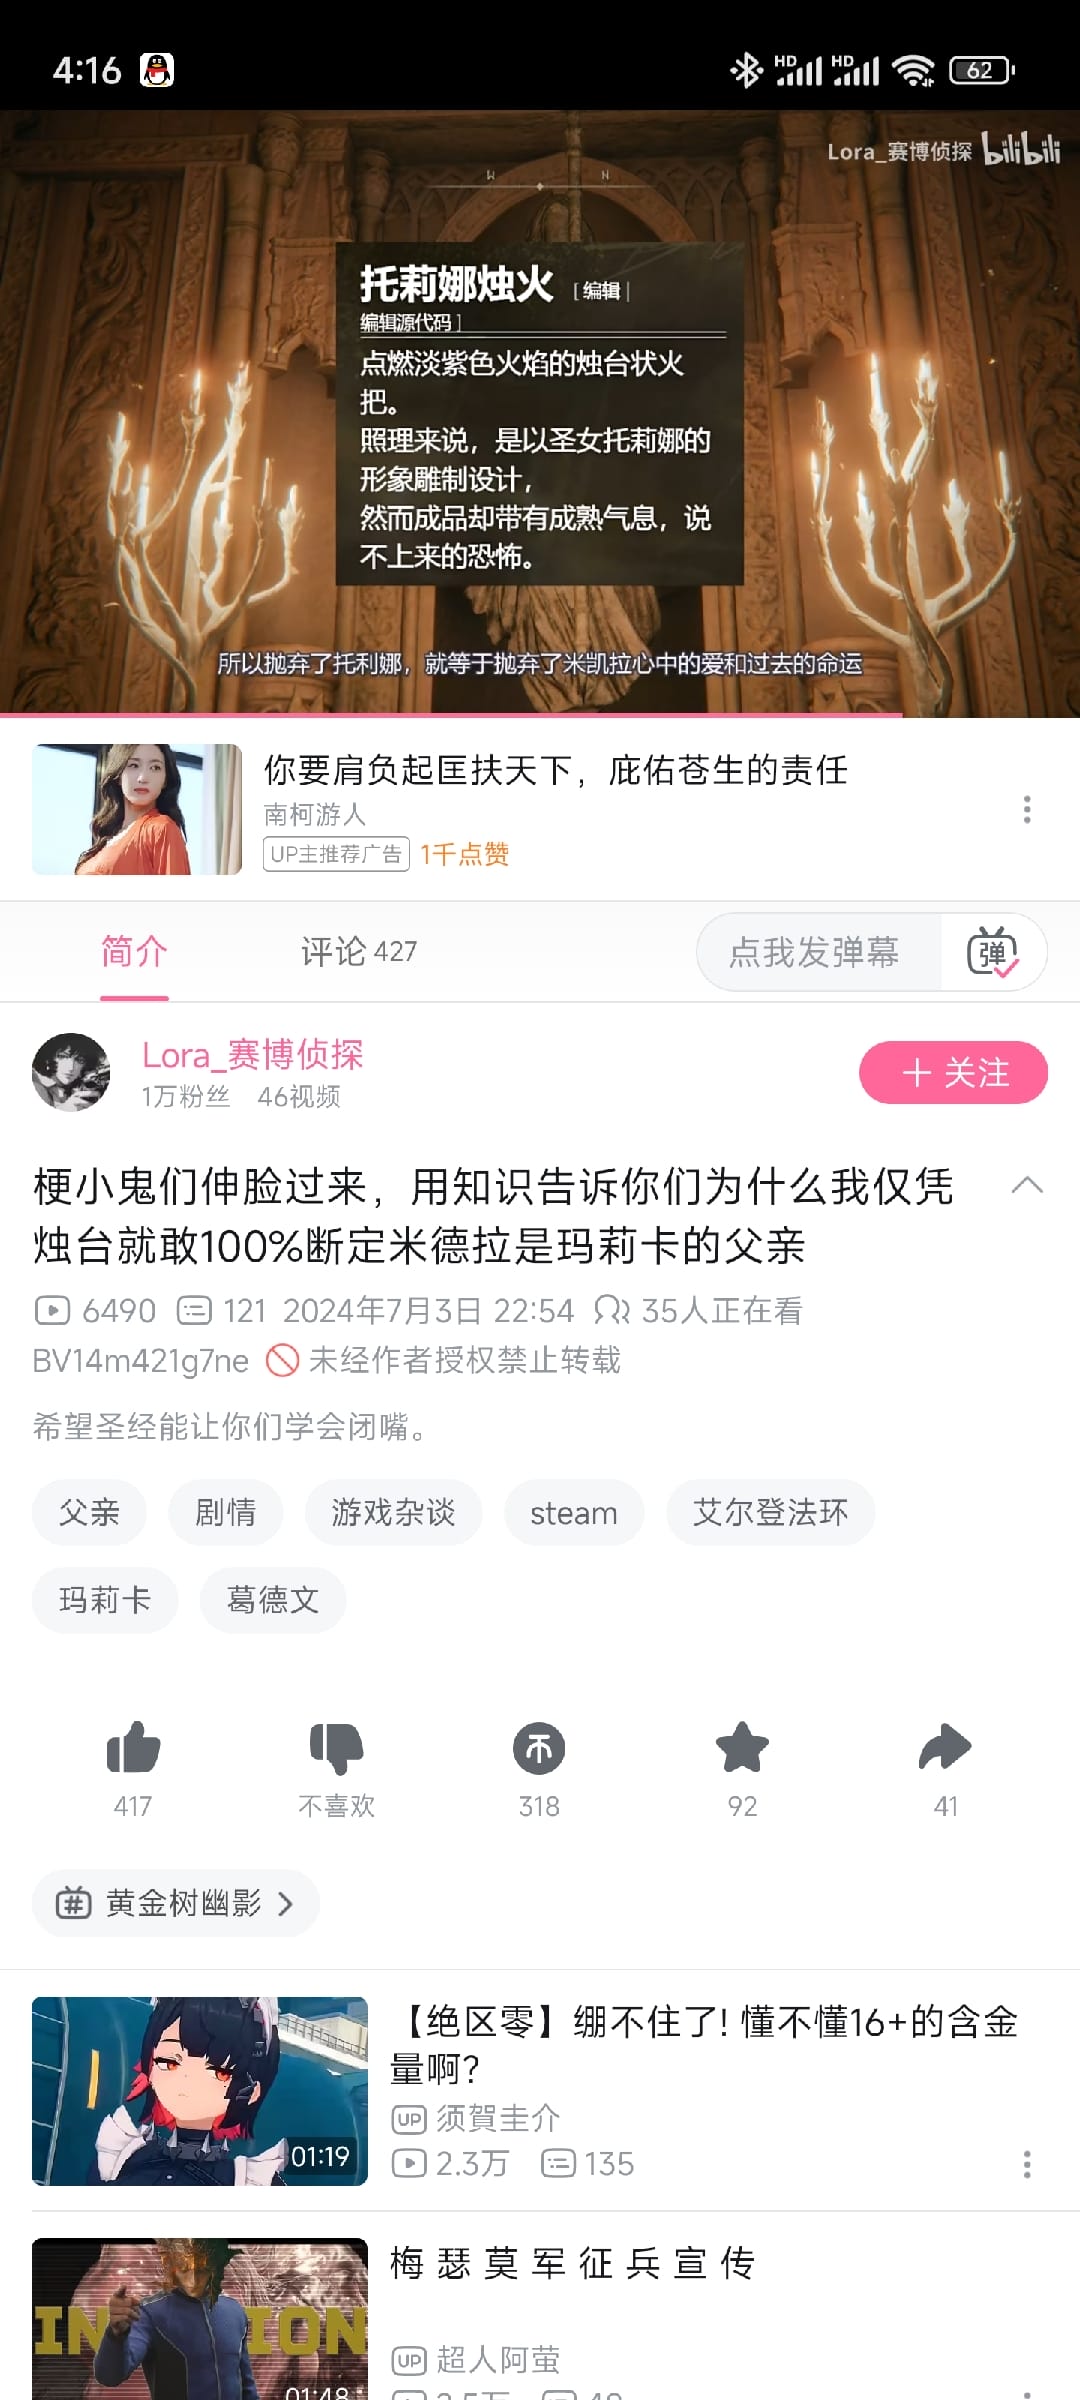 4:16
HD HD 62
Lora_赛博侦探 bilibili
W N
托莉娜烛火 [编辑|
编辑源代码]
点燃淡紫色火焰的烛台状火
把。
照理来说，是以圣女托莉娜的
形象雕制设计，
然而成品却带有成熟气息，说
不上来的恐怖。
所以抛弃了托利娜，就等于抛弃了米凯拉心中的爱和过去的命运
你要肩负起匡扶天下，庇佑苍生的责任
南柯游人
UP主推荐广告 1千点赞
简介 评论 427 点我发弹幕 弹
Lora_赛博侦探
1万粉丝 46视频
＋ 关注
梗小鬼们伸脸过来，用知识告诉你们为什么我仅凭
烛台就敢100%断定米德拉是玛莉卡的父亲
6490 121 2024年7月3日 22:54 35人正在看
BV14m421g7ne 未经作者授权禁止转载
希望圣经能让你们学会闭嘴。
父亲 剧情 游戏杂谈 steam 艾尔登法环
玛莉卡 葛德文
417 不喜欢 318 92 41
# 黄金树幽影
01:19
【绝区零】绷不住了！懂不懂16+的含金
量啊？
UP 须賀圭介
2.3万 135
IN ION
梅 瑟 莫 军 征 兵 宣 传
UP 超人阿萤